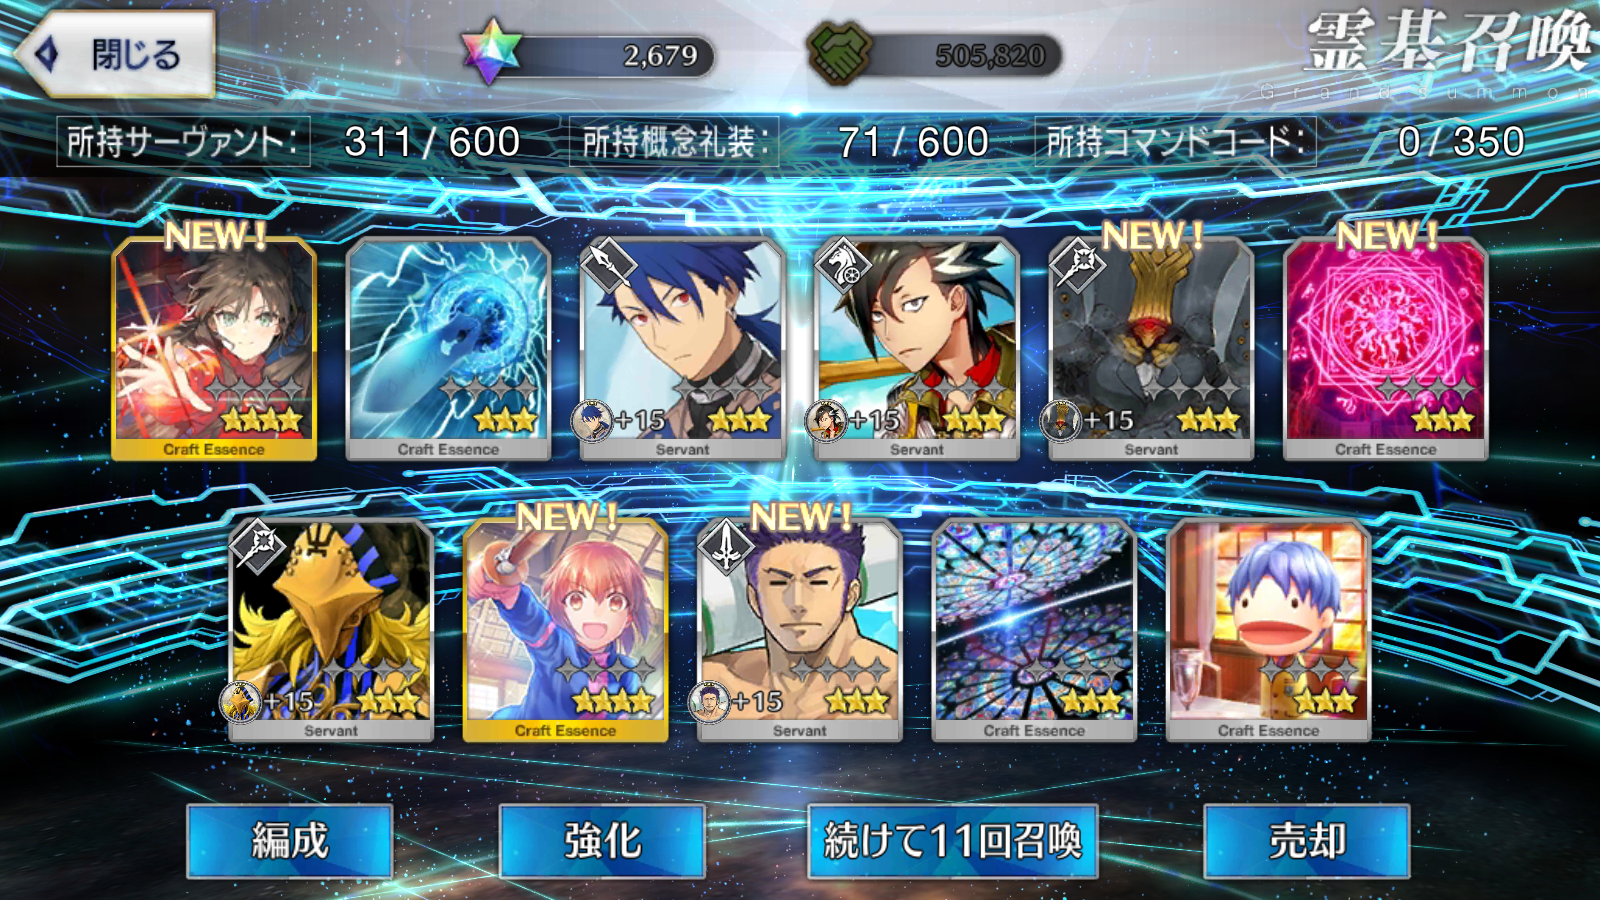 閉じる
2,679
505,820
霊基召喚
Grand summon
所持サーヴァント:
311/600
所持概念礼装:
71/600
所持コマンドコード:
0/350
NEW!
NEW!
NEW!
+15
+15
+15
Craft Essence
Craft Essence
Servant
Servant
Servant
Craft Essence
NEW!
NEW!
+15
+15
Servant
Craft Essence
Servant
Craft Essence
Craft Essence
編成
強化
続けて11回召喚
売却